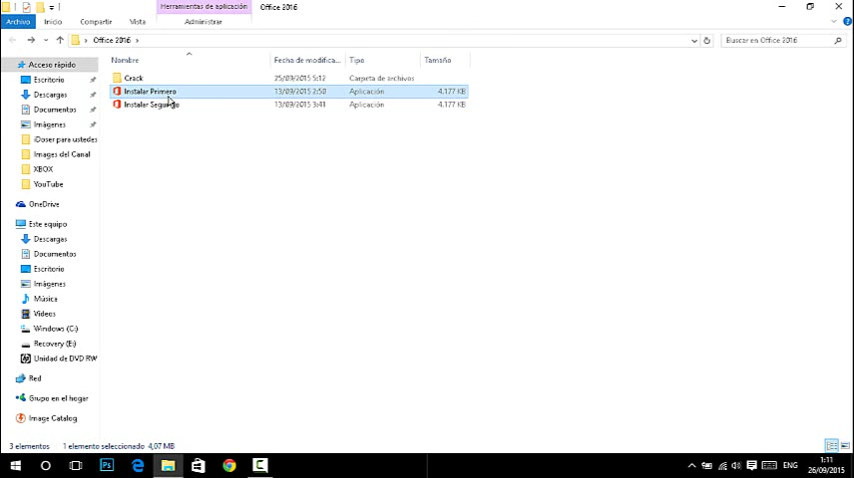 Herramientas de aplicación Office 2016
Archivo Inicio Compartir Vista Administrar
Office 2016
Buscar en Office 2016
Nombre Fecha de modifica... Tipo Tamaño
Crack 25/09/2015 5:12 Carpeta de archivos
Instalar Primero 13/09/2015 2:50 Aplicación 4.177 KB
Instalar Segundo 13/09/2015 3:41 Aplicación 4.177 KB
Acceso rápido
Escritorio
Descargas
Documentos
Imágenes
iDoser para ustedes
Images del Canal
XBOX
YouTube
OneDrive
Este equipo
Descargas
Documentos
Escritorio
Imágenes
Música
Vídeos
Windows (C:)
Recovery (E:)
Unidad de DVD RW
Red
Grupo en el hogar
Image Catalog
3 elementos 1 elemento seleccionado 4,07 MB
Ps
ENG
1:11
26/09/2015